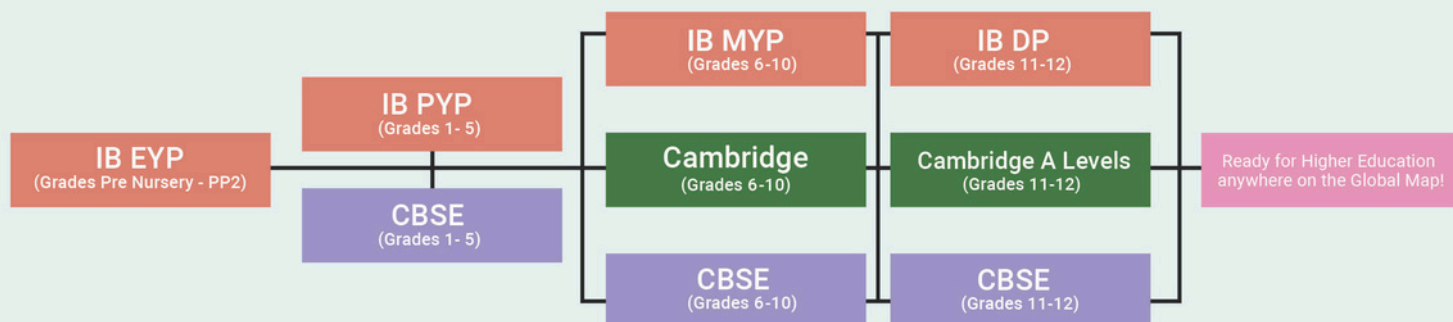 IB EYP
(Grades Pre Nursery - PP2)
IB PYP
(Grades 1- 5)
CBSE
(Grades 1- 5)
IB MYP
(Grades 6-10)
Cambridge
(Grades 6-10)
CBSE
(Grades 6-10)
IB DP
(Grades 11-12)
Cambridge A Levels
(Grades 11-12)
CBSE
(Grades 11-12)
Ready for Higher Education
anywhere on the Global Map!